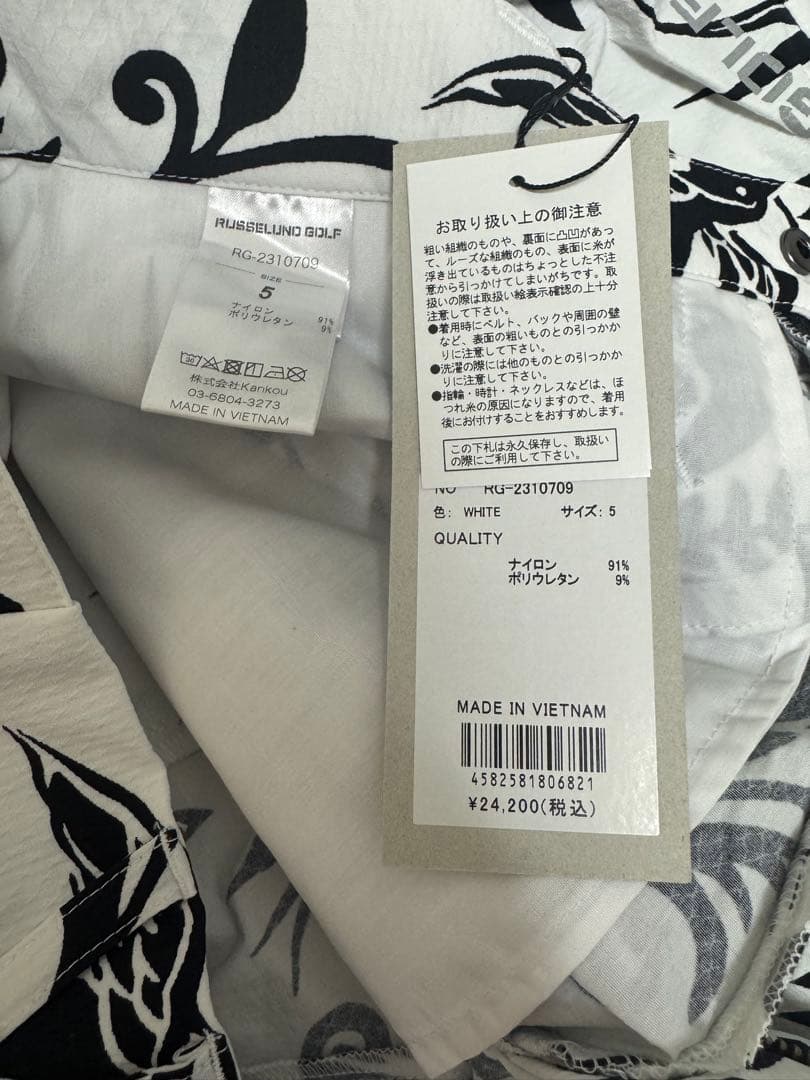 RUSSELUNO GOLF
RG-2310709
SIZE
5
ナイロン 91%
ポリウレタン 9%
30
株式会社Kankou
03-6804-3273
MADE IN VIETNAM
お取り扱い上の御注意
粗い組織のものや、裏面に凸凹があっ
て、ルーズな組織のもの、表面に糸が
浮き出ているものはちょっとした不注
意から引っかけてしまいがちです。取
扱いの際は取扱い絵表示確認の上十分
注意して下さい。
●着用時にベルト、バックや周囲の壁
など、表面の粗いものとの引っかか
りに注意して下さい。
●洗濯の際には他のものとの引っかか
りに注意して下さい。
●指輪・時計・ネックレスなどは、ほ
つれ糸の原因になりますので、着用
後にお付けすることをおすすめします。
この下札は永久保存し、取扱い
の際にご利用して下さい。
NO RG-2310709
色: WHITE サイズ: 5
QUALITY
ナイロン 91%
ポリウレタン 9%
MADE IN VIETNAM
4582581806821
¥24,200(税込)